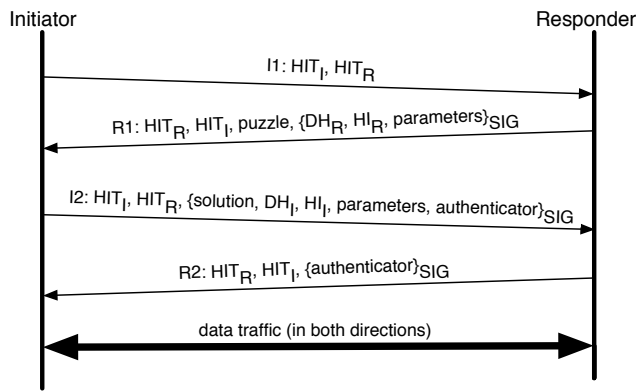 Initiator
Responder
I1: HIT_I, HIT_R
R1: HIT_R, HIT_I, puzzle, {DH_R, HI_R, parameters}_SIG
I2: HIT_I, HIT_R, {solution, DH_I, HI_I, parameters, authenticator}_SIG
R2: HIT_R, HIT_I, {authenticator}_SIG
data traffic (in both directions)